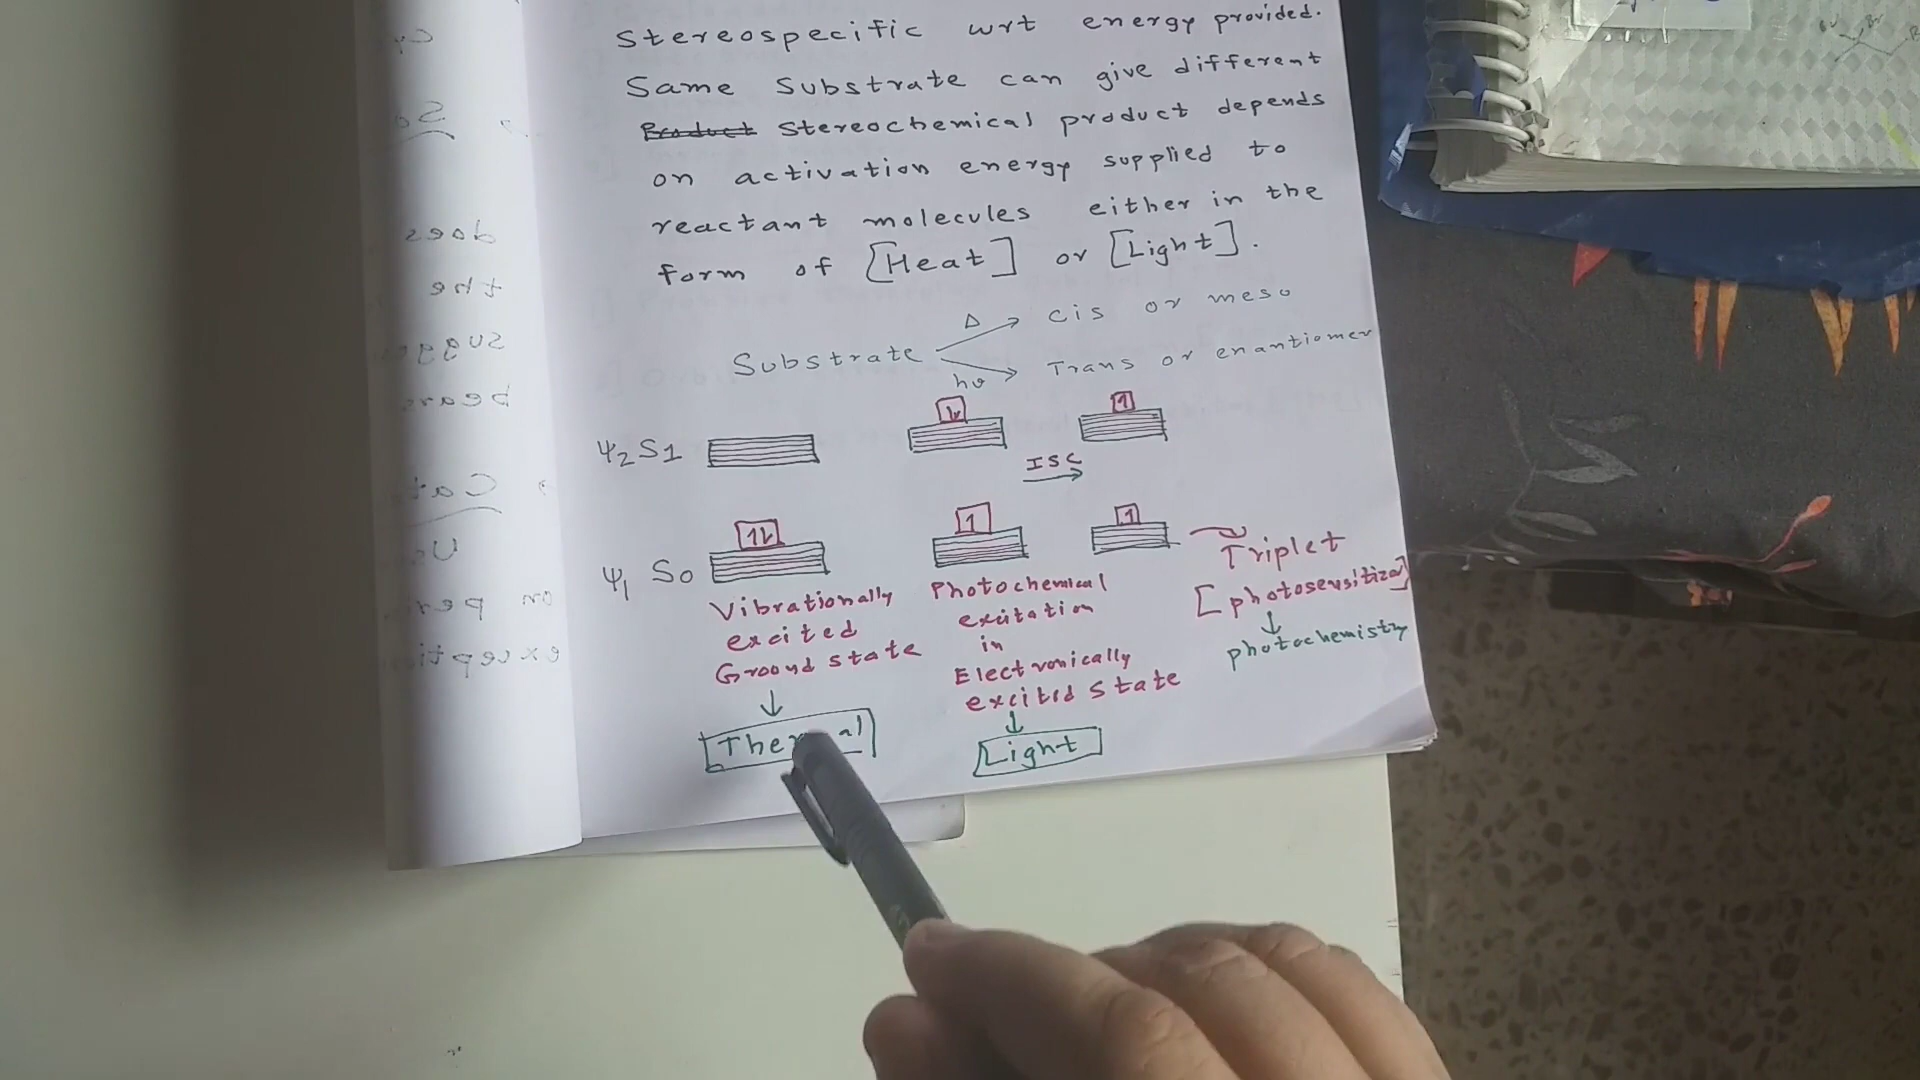 Stereospecific wrt energy provided.
Same substrate can give different
Product stereochemical product depends
on activation energy supplied to
reactant molecules either in the
form of [Heat] or [Light].
Δ cis or meso
Substrate
hν Trans or enantiomer
Ψ2 S1
ISC
Ψ1 S0
Vibrationally
excited
Ground state
↓
Photochemical
exitation
in
Electronically
excited state
↓
Light
Triplet
[photosensitizer]
↓
photochemistry